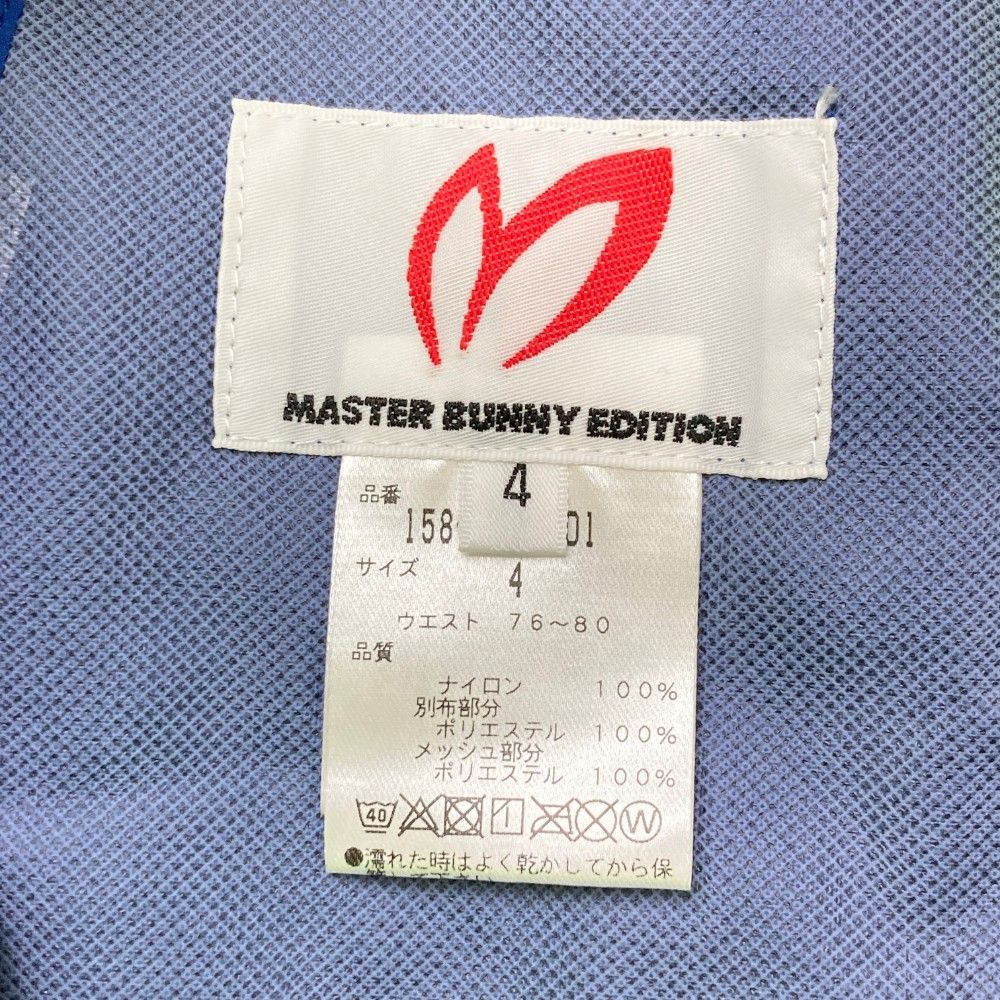 MASTER BUNNY EDITION
4
品番
158 01
サイズ 4
ウエスト 76〜80
品質
ナイロン 100%
別布部分
ポリエステル 100%
メッシュ部分
ポリエステル 100%
40 W
●濡れた時はよく乾かしてから保